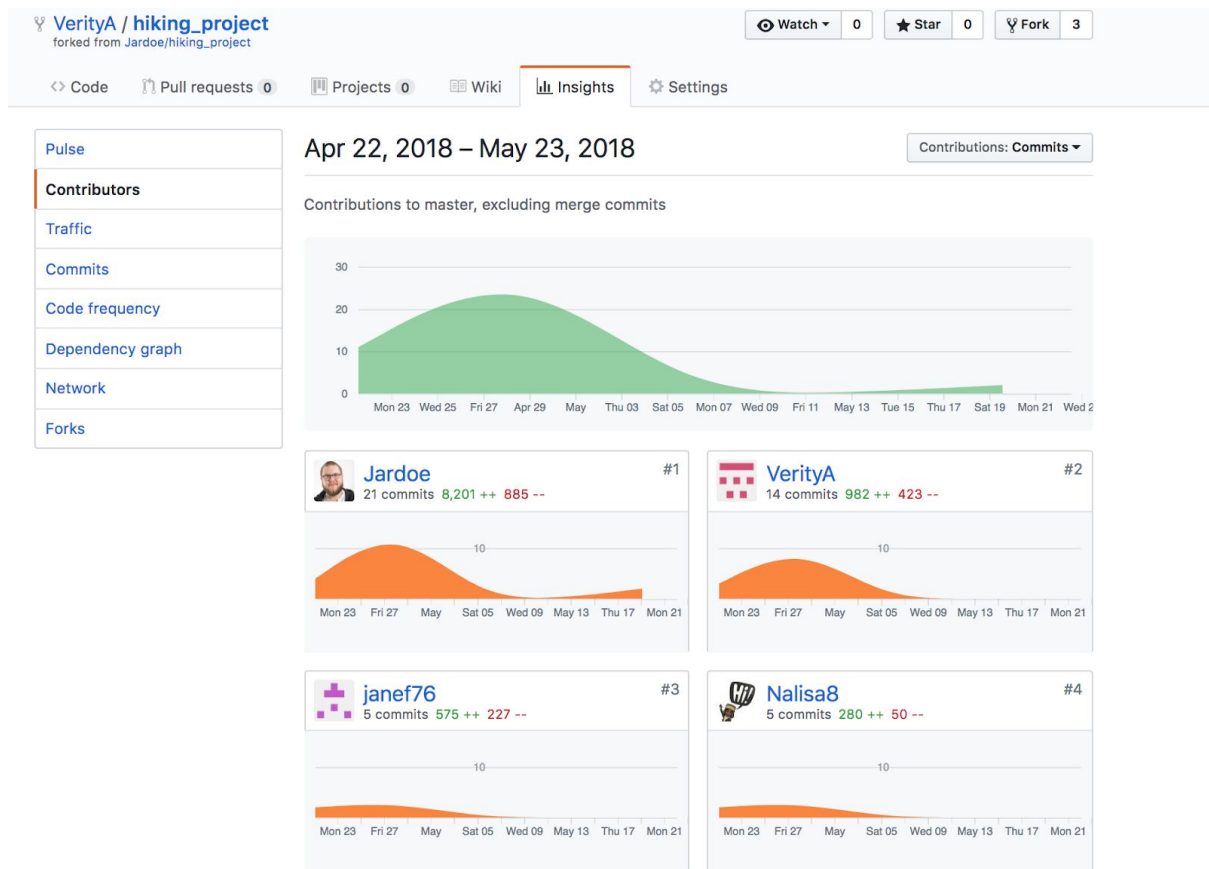 VerityA / hiking_project
forked from Jardoe/hiking_project
Watch 0 Star 0 Fork 3
Code Pull requests 0 Projects 0 Wiki Insights Settings
Pulse
Contributors
Traffic
Commits
Code frequency
Dependency graph
Network
Forks
Apr 22, 2018 – May 23, 2018
Contributions: Commits
Contributions to master, excluding merge commits
30
20
10
0
Mon 23 Wed 25 Fri 27 Apr 29 May Thu 03 Sat 05 Mon 07 Wed 09 Fri 11 May 13 Tue 15 Thu 17 Sat 19 Mon 21 Wed 2
Jardoe #1
21 commits 8,201 ++ 885 --
10
Mon 23 Fri 27 May Sat 05 Wed 09 May 13 Thu 17 Mon 21
VerityA #2
14 commits 982 ++ 423 --
10
Mon 23 Fri 27 May Sat 05 Wed 09 May 13 Thu 17 Mon 21
janef76 #3
5 commits 575 ++ 227 --
10
Mon 23 Fri 27 May Sat 05 Wed 09 May 13 Thu 17 Mon 21
Hi!
Nalisa8 #4
5 commits 280 ++ 50 --
10
Mon 23 Fri 27 May Sat 05 Wed 09 May 13 Thu 17 Mon 21